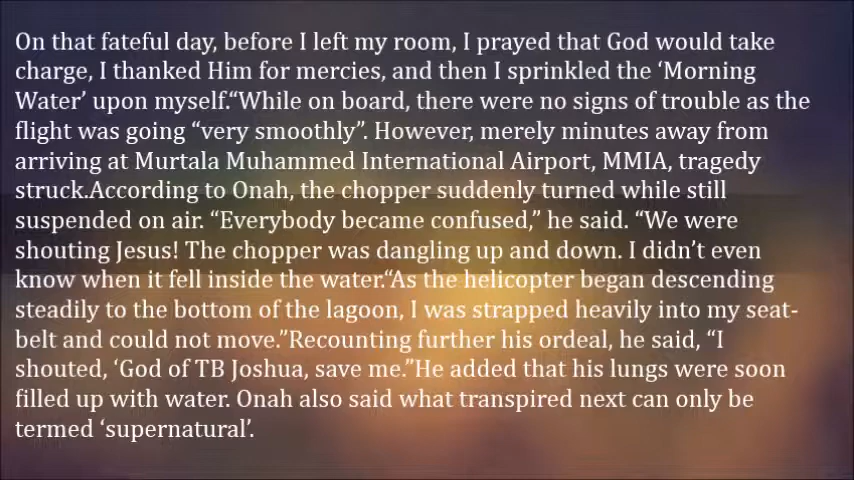 On that fateful day, before I left my room, I prayed that God would take
charge, I thanked Him for mercies, and then I sprinkled the ‘Morning
Water’ upon myself.“While on board, there were no signs of trouble as the
flight was going “very smoothly”. However, merely minutes away from
arriving at Murtala Muhammed International Airport, MMIA, tragedy
struck.According to Onah, the chopper suddenly turned while still
suspended on air. “Everybody became confused,” he said. “We were
shouting Jesus! The chopper was dangling up and down. I didn’t even
know when it fell inside the water.“As the helicopter began descending
steadily to the bottom of the lagoon, I was strapped heavily into my seat-
belt and could not move.”Recounting further his ordeal, he said, “I
shouted, ‘God of TB Joshua, save me.”He added that his lungs were soon
filled up with water. Onah also said what transpired next can only be
termed ‘supernatural’.